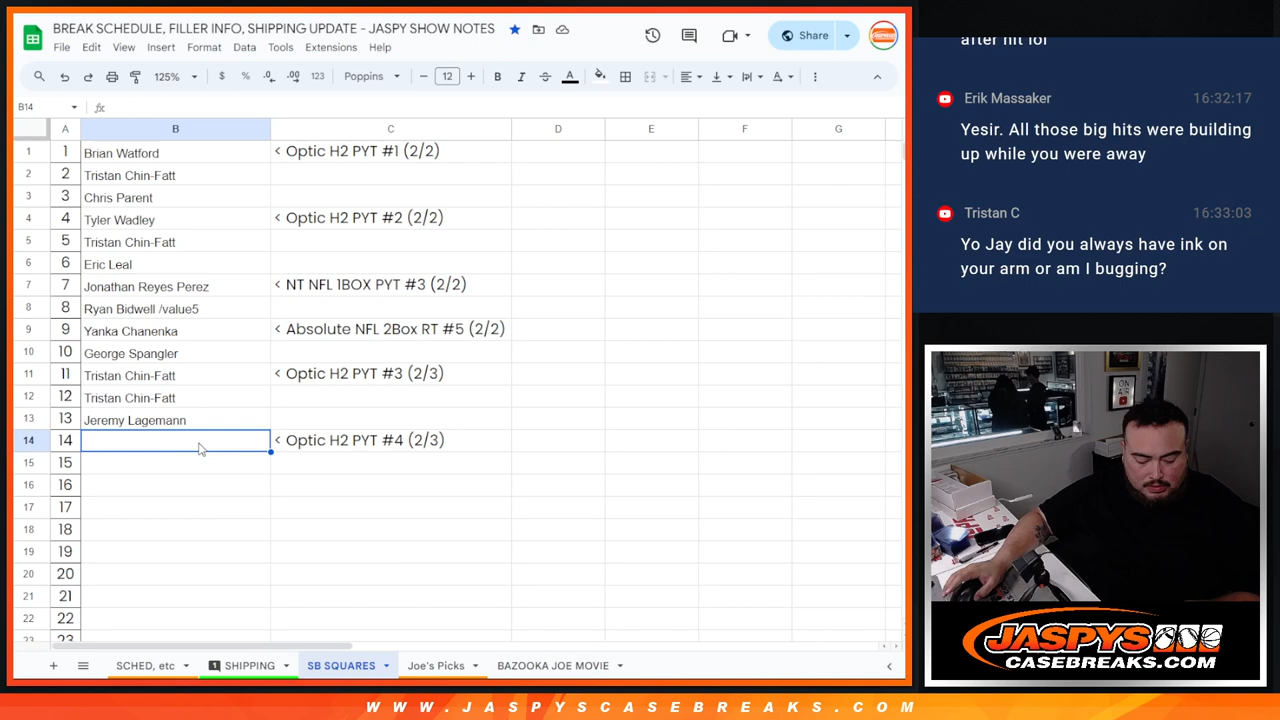 BREAK SCHEDULE, FILLER INFO, SHIPPING UPDATE - JASPY SHOW NOTES
File Edit View Insert Format Data Tools Extensions Help
Share
125% $ % .0 .00 123 Poppins 12 B I A
B14 fx
A B C D E F G
1 1 Brian Watford < Optic H2 PYT #1 (2/2)
2 2 Tristan Chin-Fatt
3 3 Chris Parent
4 4 Tyler Wadley < Optic H2 PYT #2 (2/2)
5 5 Tristan Chin-Fatt
6 6 Eric Leal
7 7 Jonathan Reyes Perez < NT NFL 1BOX PYT #3 (2/2)
8 8 Ryan Bidwell /value5
9 9 Yanka Chanenka < Absolute NFL 2Box RT #5 (2/2)
10 10 George Spangler
11 11 Tristan Chin-Fatt < Optic H2 PYT #3 (2/3)
12 12 Tristan Chin-Fatt
13 13 Jeremy Lagemann
14 14 < Optic H2 PYT #4 (2/3)
15 15
16 16
17 17
18 18
19 19
20 20
21 21
22 22
23 23
SCHED, etc 1 SHIPPING SB SQUARES Joe's Picks BAZOOKA JOE MOVIE
after hit lol
Erik Massaker 16:32:17
Yesir. All those big hits were building
up while you were away
Tristan C 16:33:03
Yo Jay did you always have ink on
your arm or am I bugging?
ON AIR
JASPYS
CASEBREAKS.COM
WWW.JASPYSCASEBREAKS.COM